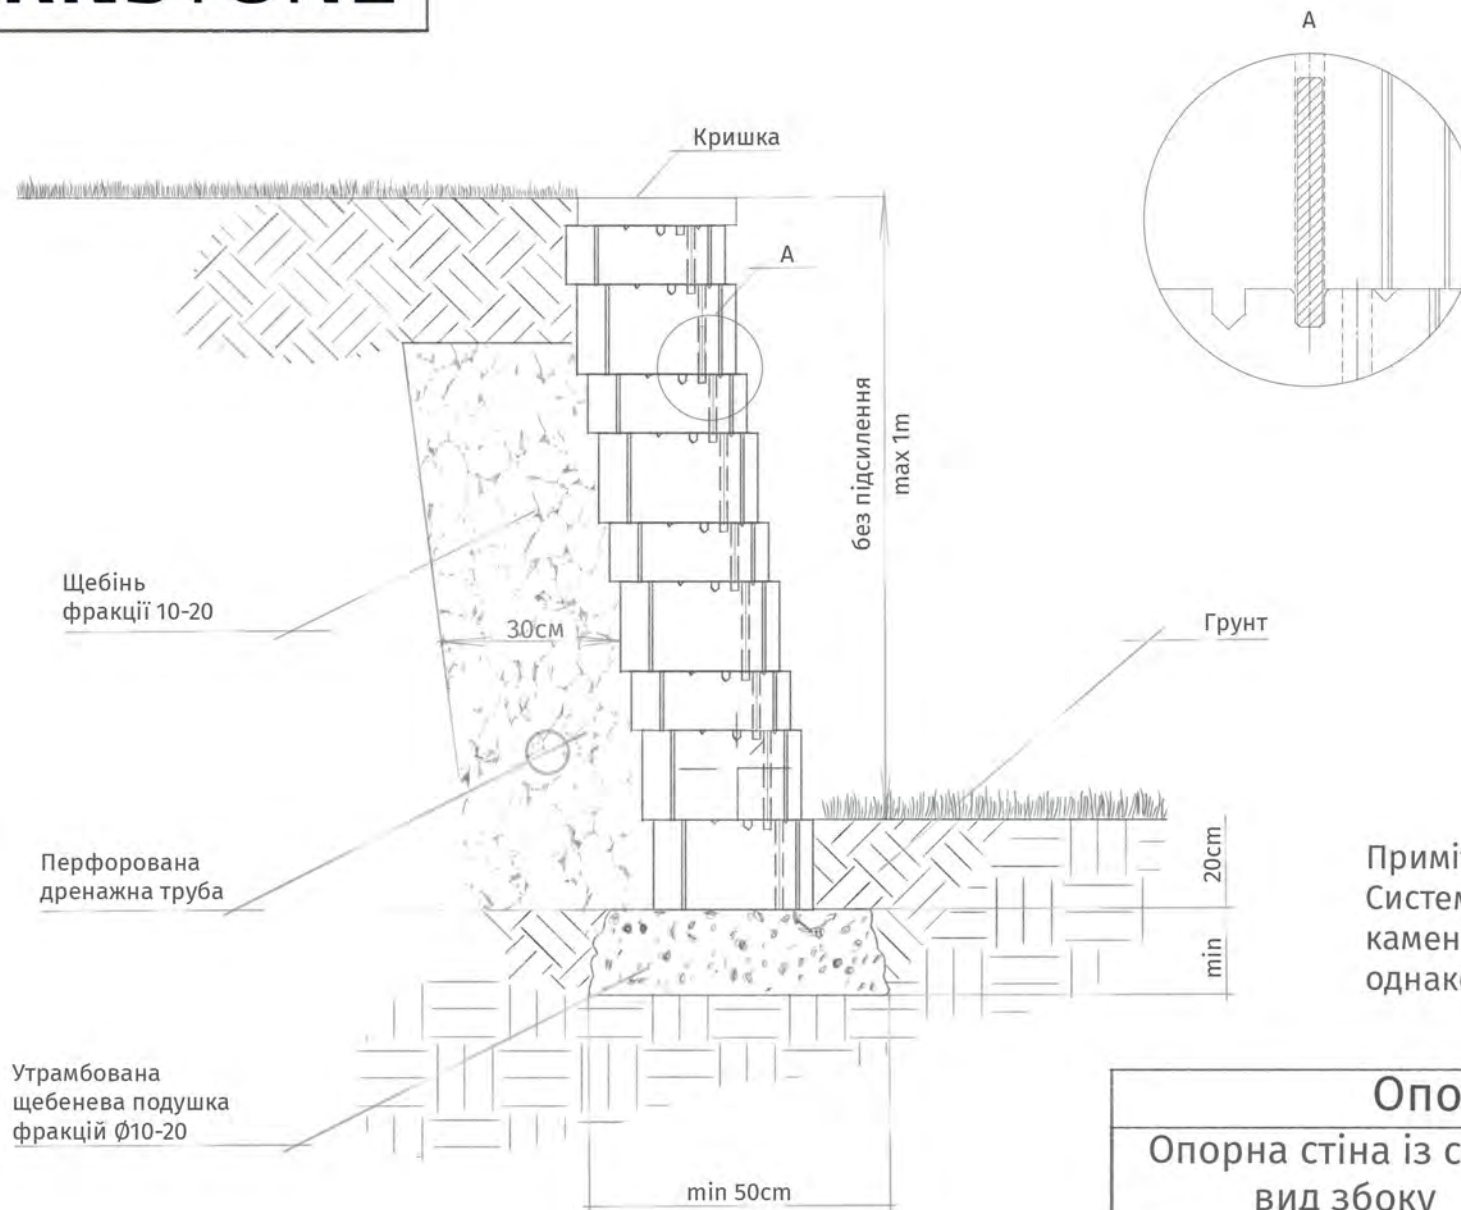 A
Кришка
A
без підсилення
max 1m
Щебінь
фракції 10-20
30см
Грунт
Перфорована
дренажна труба
20cm
min
Утрамбована
щебенева подушка
фракцій Ø10-20
min 50cm
Опорна стіна із
вид збоку